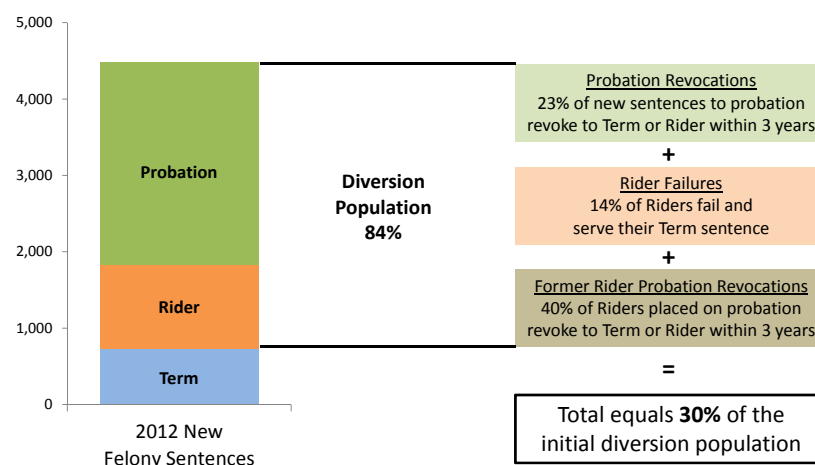 5,000
4,000
3,000
2,000
1,000
0
Probation
Rider
Term
2012 New
Felony Sentences
Diversion
Population
84%
Probation Revocations
23% of new sentences to probation
revoke to Term or Rider within 3 years
+
Rider Failures
14% of Riders fail and
serve their Term sentence
+
Former Rider Probation Revocations
40% of Riders placed on probation
revoke to Term or Rider within 3 years
=
Total equals 30% of the
initial diversion population